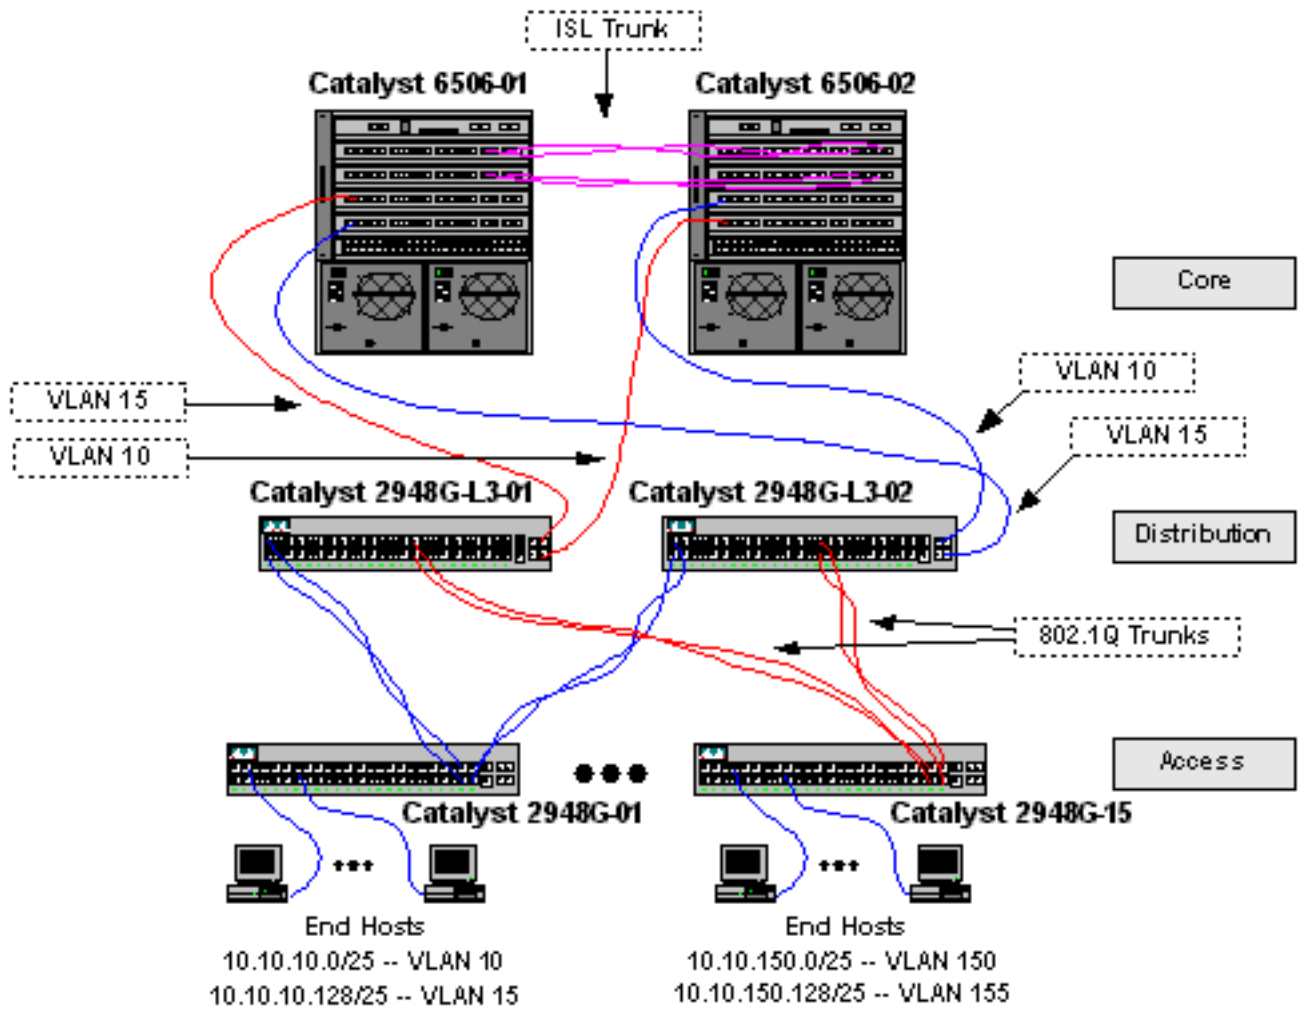 ISL Trunk
Catalyst 6506-01
Catalyst 6506-02
Core
VLAN 10
VLAN 15
VLAN 15
VLAN 10
Catalyst 2948G-L3-01
Catalyst 2948G-L3-02
Distribution
802.1Q Trunks
Access
Catalyst 2948G-01
Catalyst 2948G-15
End Hosts
10.10.10.0/25 -- VLAN 10
10.10.10.128/25 -- VLAN 15
End Hosts
10.10.150.0/25 -- VLAN 150
10.10.150.128/25 -- VLAN 155